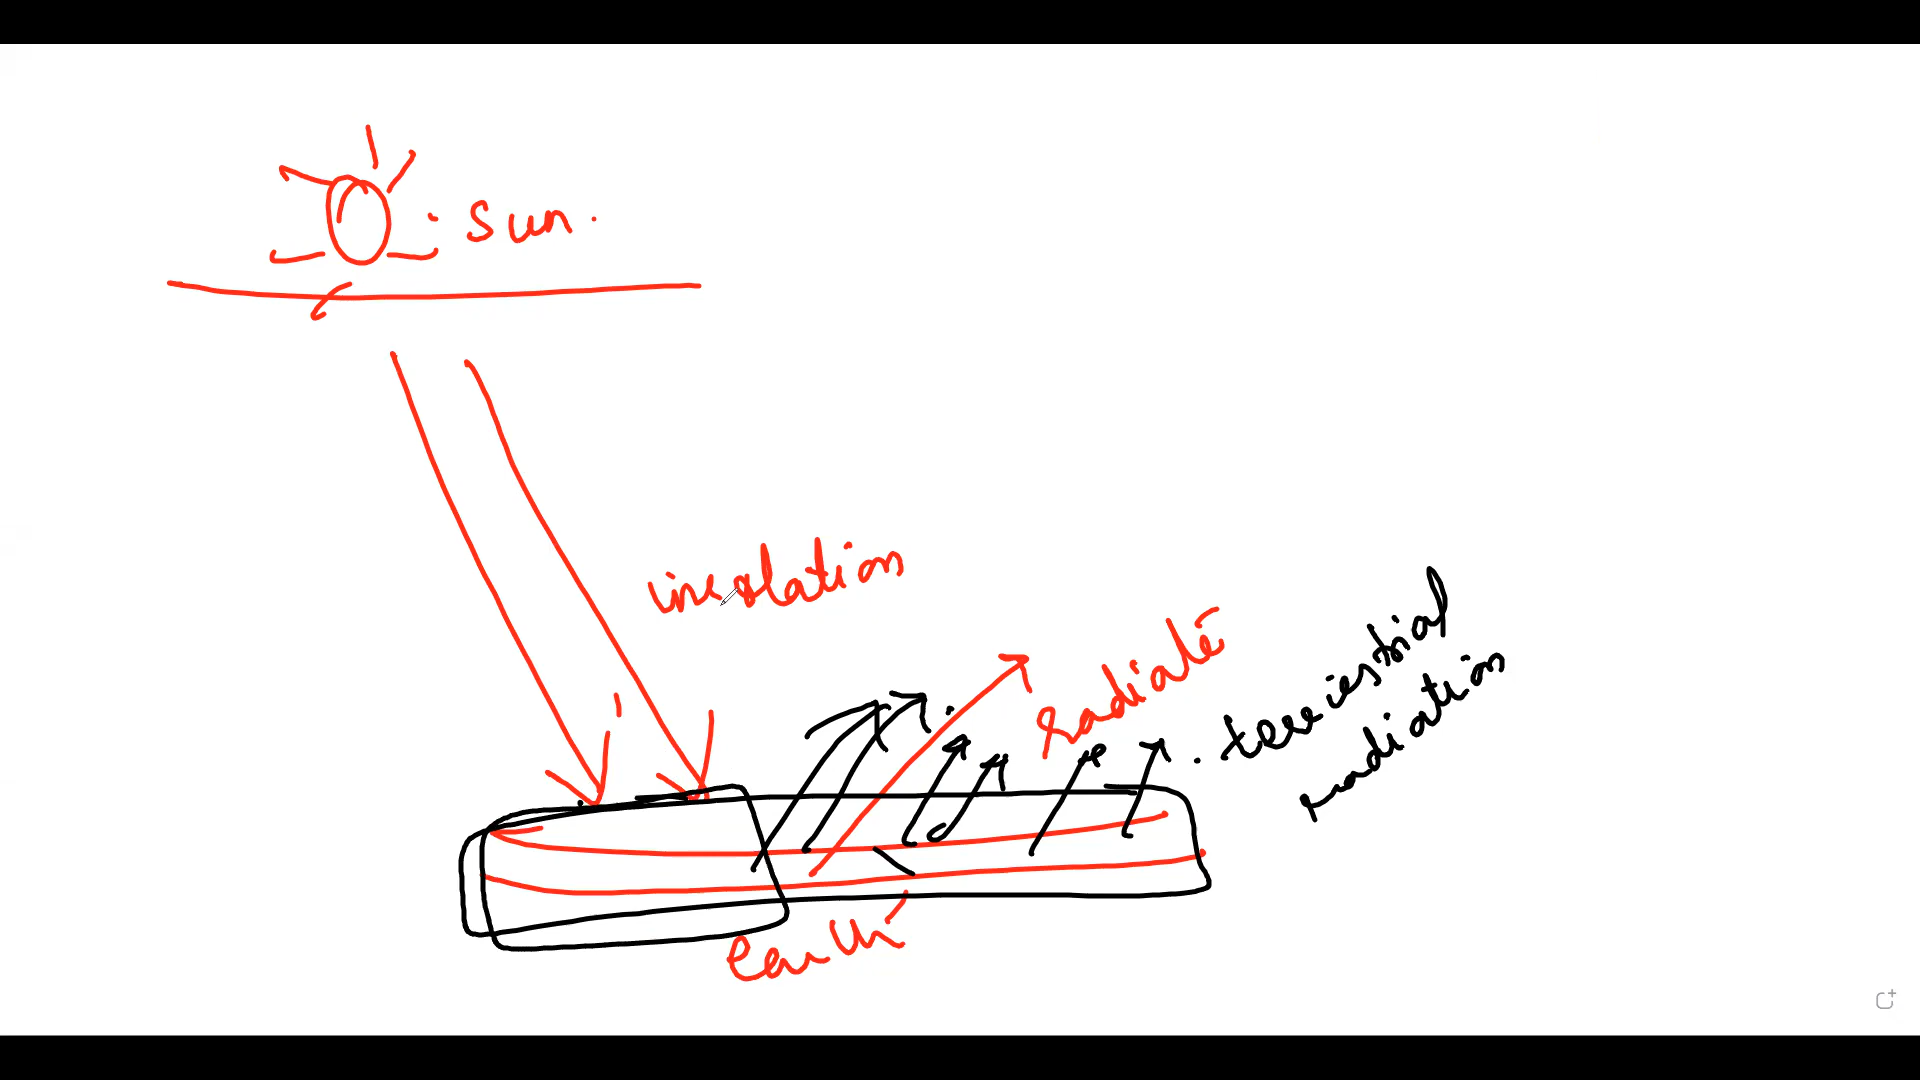 : Sun.
insolation
radiate
terrestrial
radiation
earth